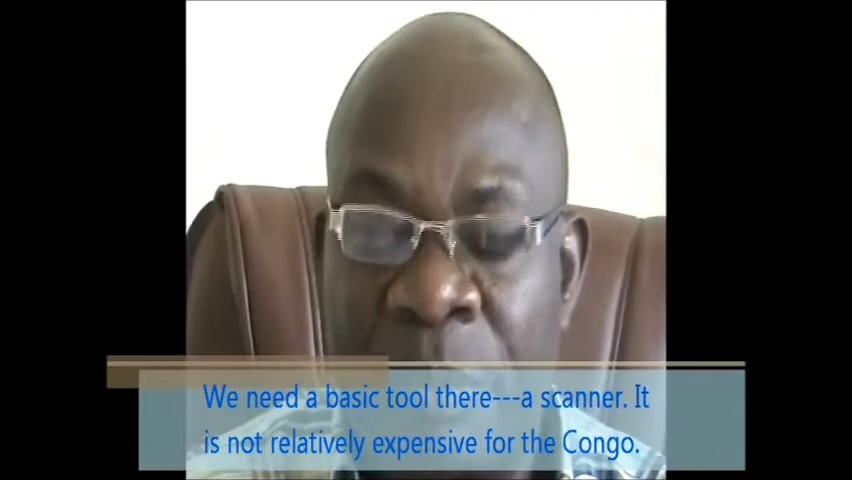 We need a basic tool there---a scanner. It
is not relatively expensive for the Congo.